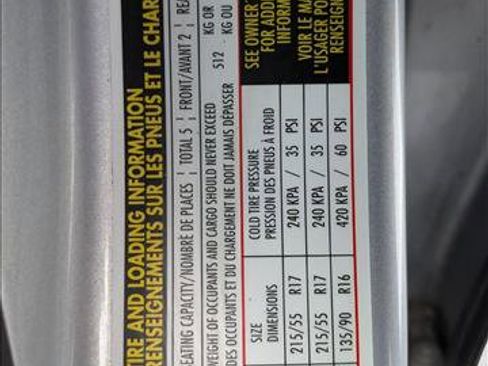 TIRE AND LOADING INFORMATION
RENSEIGNEMENTS SUR LES PNEUS ET LE CHAR
SEATING CAPACITY/NOMBRE DE PLACES TOTAL 5 FRONT/AVANT 2
WEIGHT OF OCCUPANTS AND CARGO SHOULD NEVER EXCEED KG OR
DES OCCUPANTS ET DU CHARGEMENT NE DOIT JAMAIS DÉPASSER 512 KG OU
SIZE COLD TIRE PRESSURE SEE OWNER'
DIMENSIONS PRESSION DES PNEUS À FROID FOR ADDI
INFORM
215/55 R17 240 KPA / 35 PSI
VOIR LE MA
215/55 R17 240 KPA / 35 PSI L'USAGER PO
135/90 R16 420 KPA / 60 PSI RENSEIGN